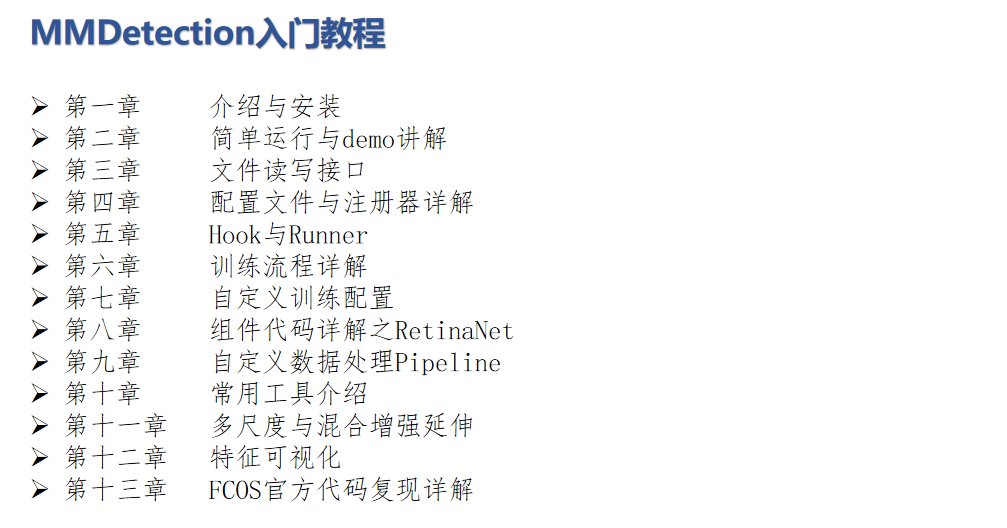 MMDetection入门教程
➢ 第一章 介绍与安装
➢ 第二章 简单运行与demo讲解
➢ 第三章 文件读写接口
➢ 第四章 配置文件与注册器详解
➢ 第五章 Hook与Runner
➢ 第六章 训练流程详解
➢ 第七章 自定义训练配置
➢ 第八章 组件代码详解之RetinaNet
➢ 第九章 自定义数据处理Pipeline
➢ 第十章 常用工具介绍
➢ 第十一章 多尺度与混合增强延伸
➢ 第十二章 特征可视化
➢ 第十三章 FCOS官方代码复现详解